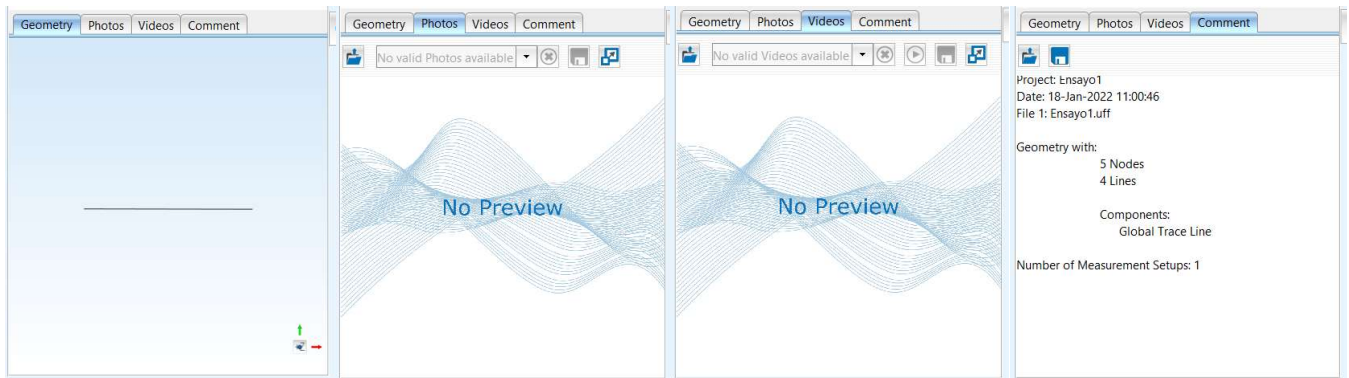 Geometry Photos Videos Comment
Geometry Photos Videos Comment
No valid Photos available
No Preview
Geometry Photos Videos Comment
No valid Videos available
No Preview
Geometry Photos Videos Comment
Project: Ensayo1
Date: 18-Jan-2022 11:00:46
File 1: Ensayo1.uff
Geometry with:
5 Nodes
4 Lines
Components:
Global Trace Line
Number of Measurement Setups: 1